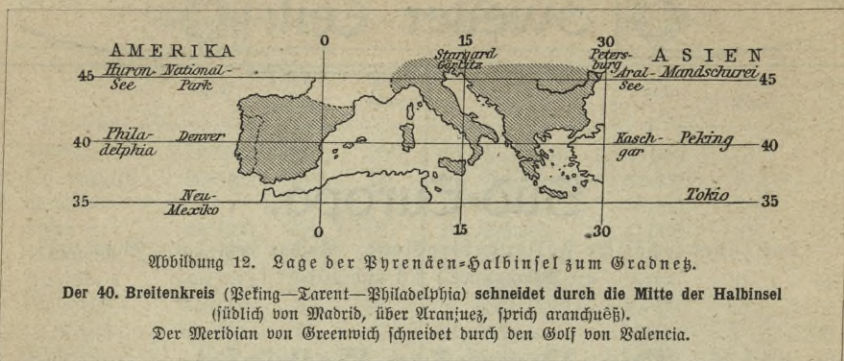 0 15 30
AMERIKA Stargard Peters- ASIEN
Görlitz burg
45 Huron- National- Aral- Mandschurei 45
See Park See
40 Phila- Denver Kasch- Peking 40
delphia gar
Neu- Tokio
35 Mexiko 35
0 15 30
Abbildung 12. Lage der Pyrenäen-Halbinsel zum Gradnetz.
Der 40. Breitenkreis (Peking—Tarent—Philadelphia) schneidet durch die Mitte der Halbinsel
(südlich von Madrid, über Aranjuez, sprich aranchuêß).
Der Meridian von Greenwich schneidet durch den Golf von Valencia.